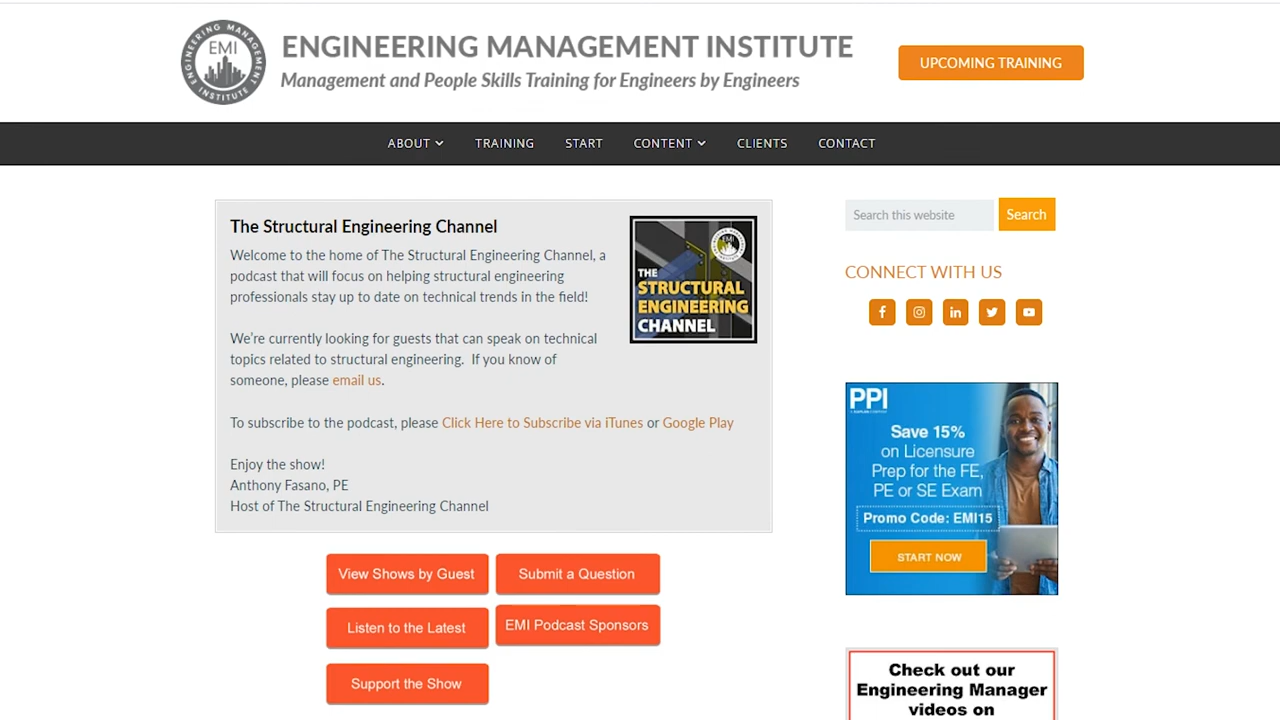 ENGINEERING MANAGEMENT INSTITUTE
EMI
ENGINEERING MANAGEMENT INSTITUTE
Management and People Skills Training for Engineers by Engineers
UPCOMING TRAINING
ABOUT
TRAINING
START
CONTENT
CLIENTS
CONTACT
The Structural Engineering Channel
Welcome to the home of The Structural Engineering Channel, a
podcast that will focus on helping structural engineering
professionals stay up to date on technical trends in the field!
We're currently looking for guests that can speak on technical
topics related to structural engineering. If you know of
someone, please email us.
To subscribe to the podcast, please Click Here to Subscribe via iTunes or Google Play
Enjoy the show!
Anthony Fasano, PE
Host of The Structural Engineering Channel
EMI
THE
STRUCTURAL
ENGINEERING
CHANNEL
View Shows by Guest
Submit a Question
Listen to the Latest
EMI Podcast Sponsors
Support the Show
Search this website
Search
CONNECT WITH US
PPI
Save 15%
on Licensure
Prep for the FE,
PE or SE Exam
Promo Code: EMI15
START NOW
Check out our
Engineering Manager
videos on